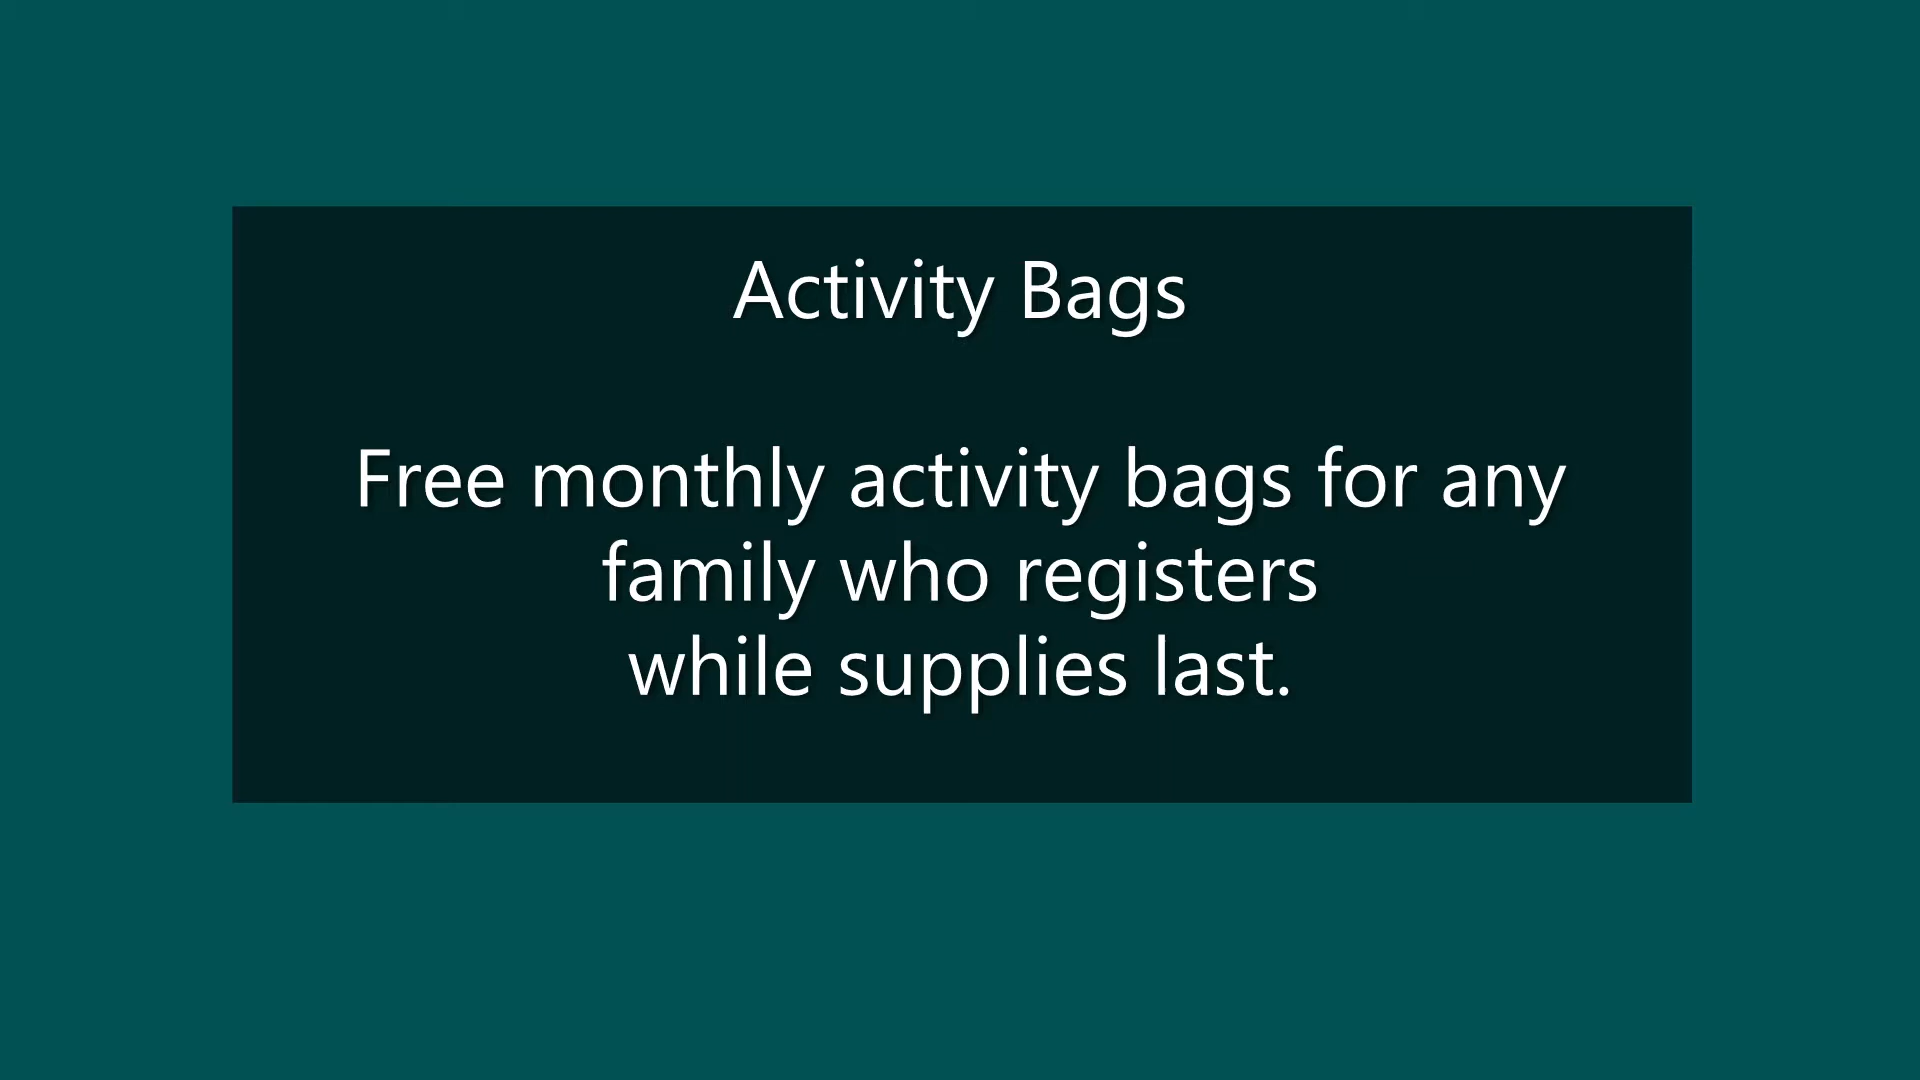 Activity Bags
Free monthly activity bags for any
family who registers
while supplies last.